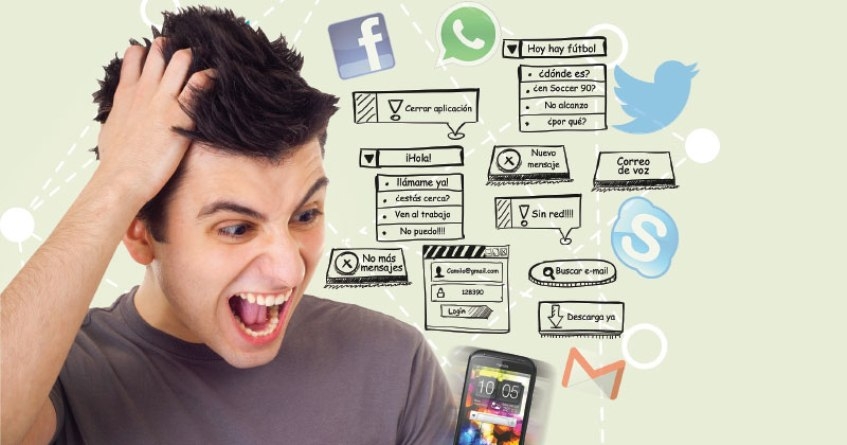 f
Hoy hay fútbol
¿dónde es?
¿en Soccer 90?
No alcanzo
¿por qué?
Cerrar aplicación
¡Hola!
¡llámame ya!
¿estás cerca?
Ven al trabajo
No puedo!!!!
Nuevo
mensaje
Correo
de voz
Sin red!!!!
S
No más
mensajes
Camilo@gmail.com
128390
Login
Buscar e-mail
Descarga ya
10 05